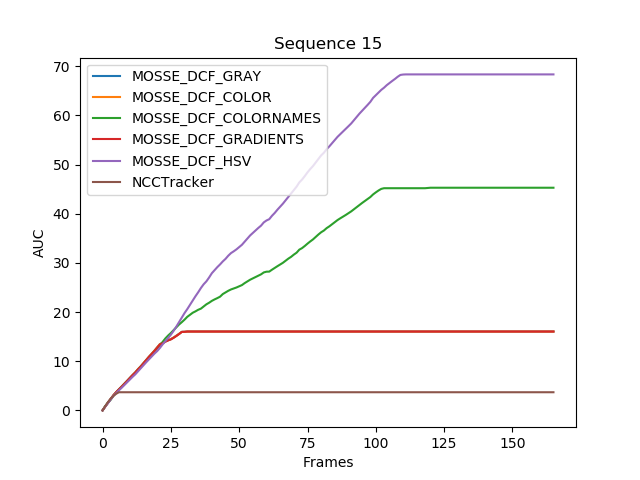 Sequence 15
70
60
50
40
30
20
10
0
AUC
MOSSE_DCF_GRAY
MOSSE_DCF_COLOR
MOSSE_DCF_COLORNAMES
MOSSE_DCF_GRADIENTS
MOSSE_DCF_HSV
NCCTracker
0 25 50 75 100 125 150
Frames